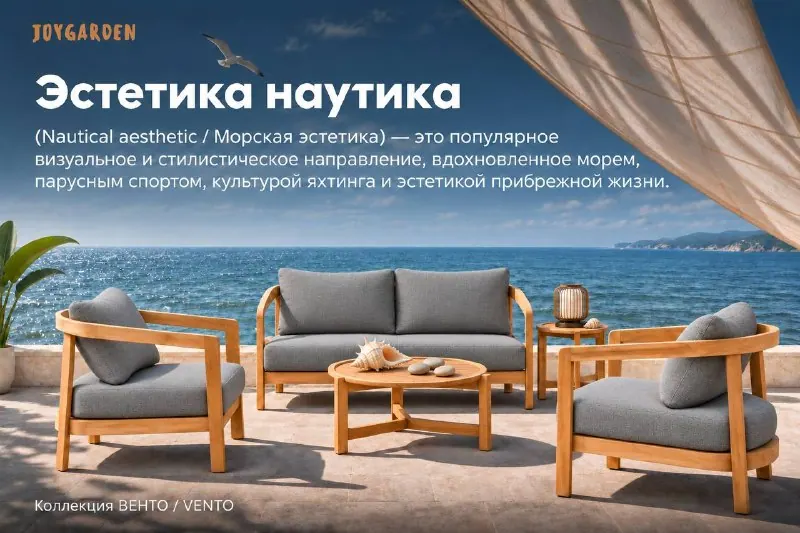 JOYGARDEN
Эстетика наутика
(Nautical aesthetic / Морская эстетика) — это популярное
визуальное и стилистическое направление, вдохновленное морем,
парусным спортом, культурой яхтинга и эстетикой прибрежной жизни.
Коллекция ВЕНТО / VENTO